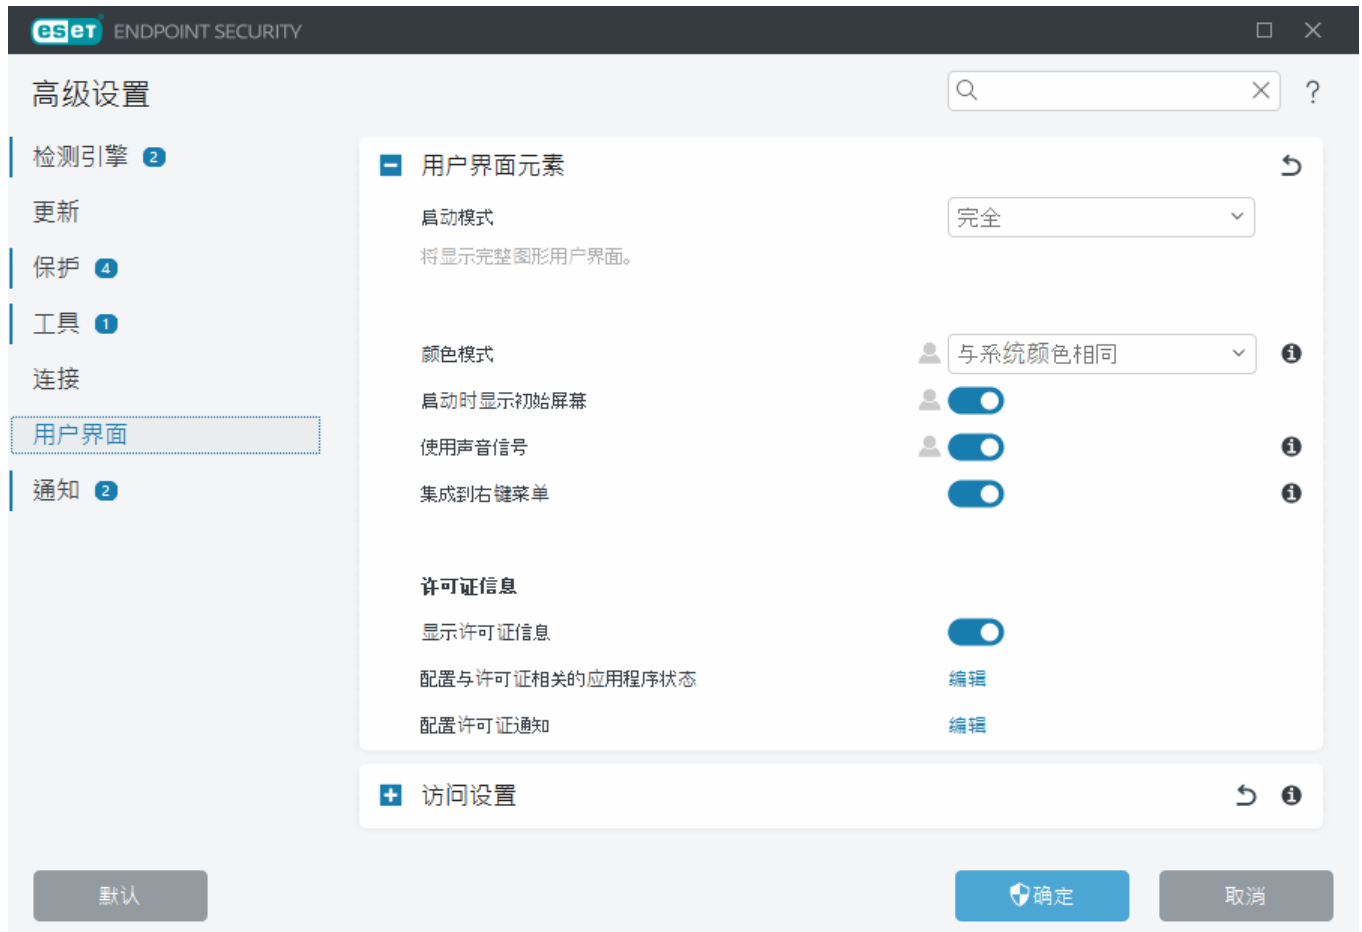 eset ENDPOINT SECURITY
高级设置
?
检测引擎 2
更新
保护 4
工具 1
连接
用户界面
通知 2
用户界面元素
启动模式 完全
将显示完整图形用户界面。
颜色模式 与系统颜色相同
启动时显示初始屏幕
使用声音信号
集成到右键菜单
许可证信息
显示许可证信息
配置与许可证相关的应用程序状态 编辑
配置许可证通知 编辑
访问设置
默认 确定 取消